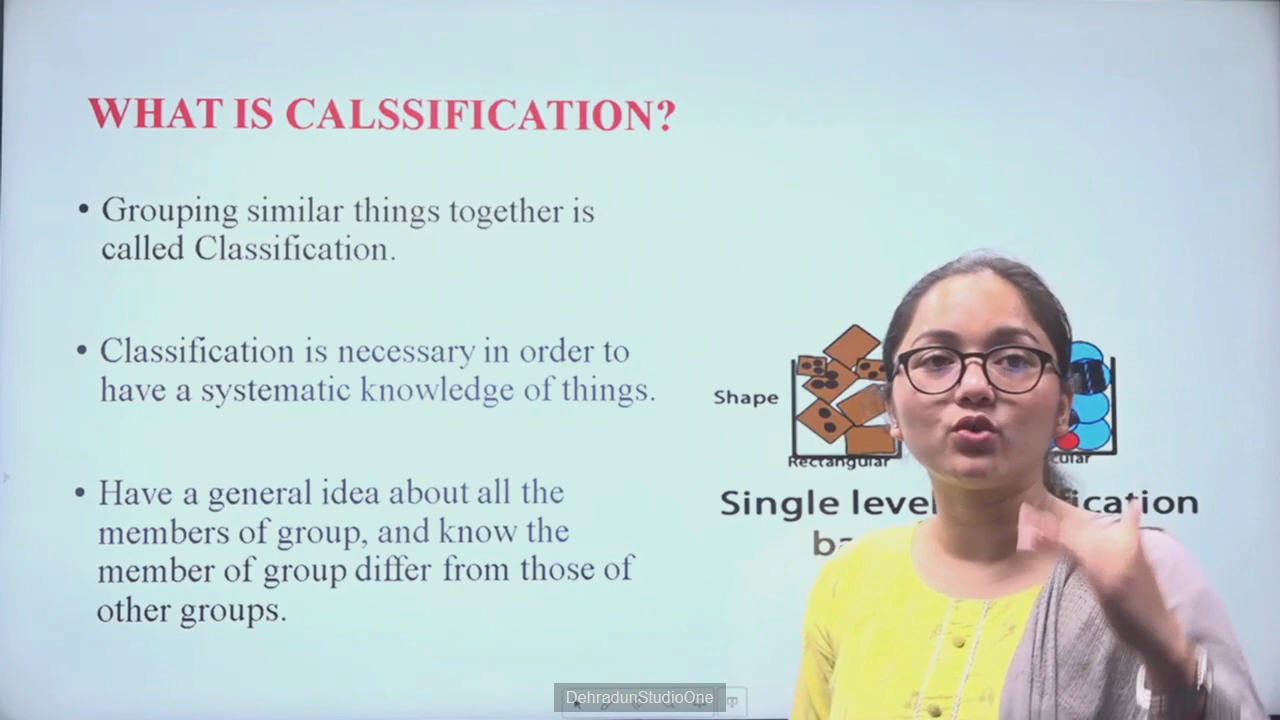 WHAT IS CALSSIFICATION?
• Grouping similar things together is
called Classification.
• Classification is necessary in order to
have a systematic knowledge of things.
• Have a general idea about all the
members of group, and know the
member of group differ from those of
other groups.
Shape
Rectangular
Single level
DehradunStudioOne